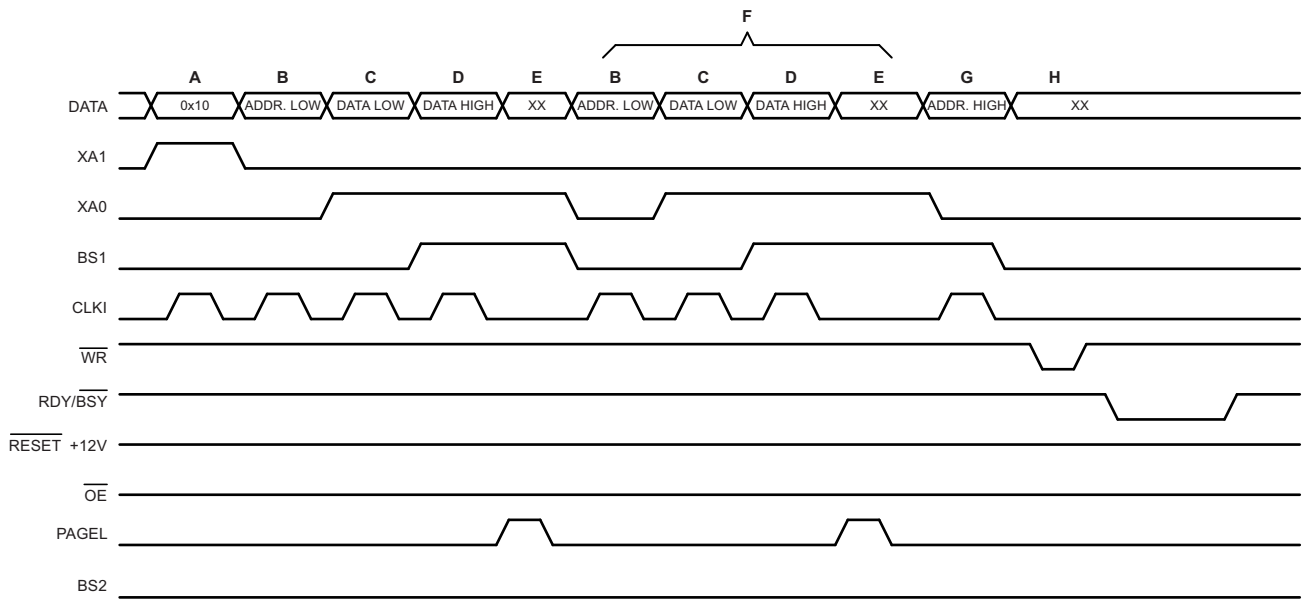 F
A B C D E B C D E G H
DATA 0x10 ADDR. LOW DATA LOW DATA HIGH XX ADDR. LOW DATA LOW DATA HIGH XX ADDR. HIGH XX
XA1
XA0
BS1
CLKI
WR
RDY/BSY
RESET +12V
OE
PAGEL
BS2